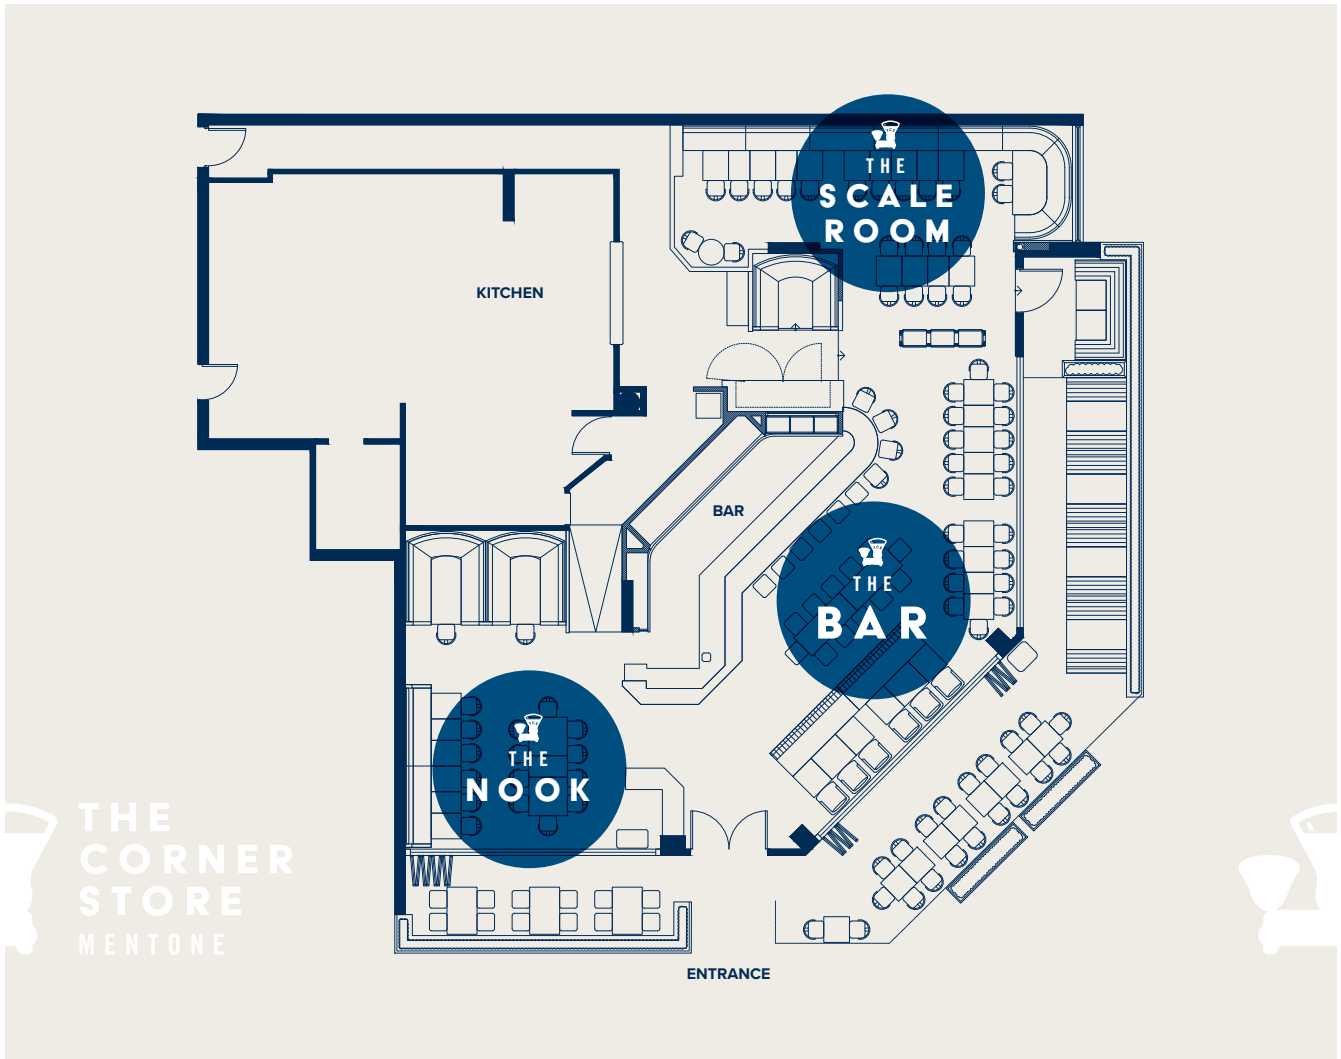 THE
SCALE
ROOM
KITCHEN
BAR
THE
BAR
THE
NOOK
THE
CORNER
STORE
MENTONE
ENTRANCE